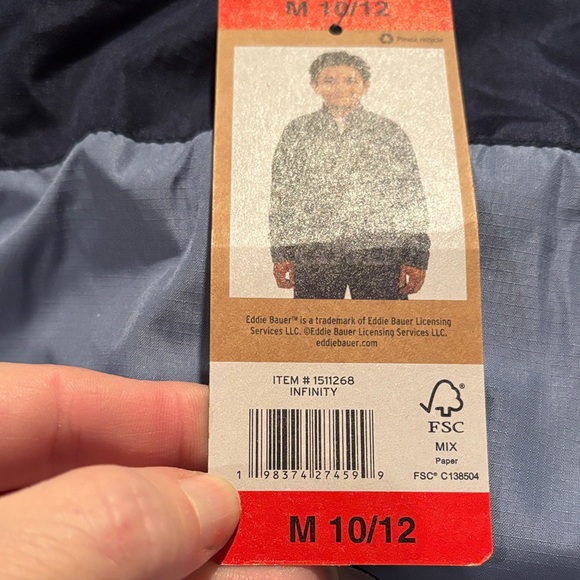 M 10/12
Please recycle
Eddie Bauer™ is a trademark of Eddie Bauer Licensing
Services LLC. ©Eddie Bauer Licensing Services LLC.
eddiebauer.com
ITEM # 1511268
INFINITY
1 98374 27459 9
FSC
MIX
Paper
FSC® C138504
M 10/12